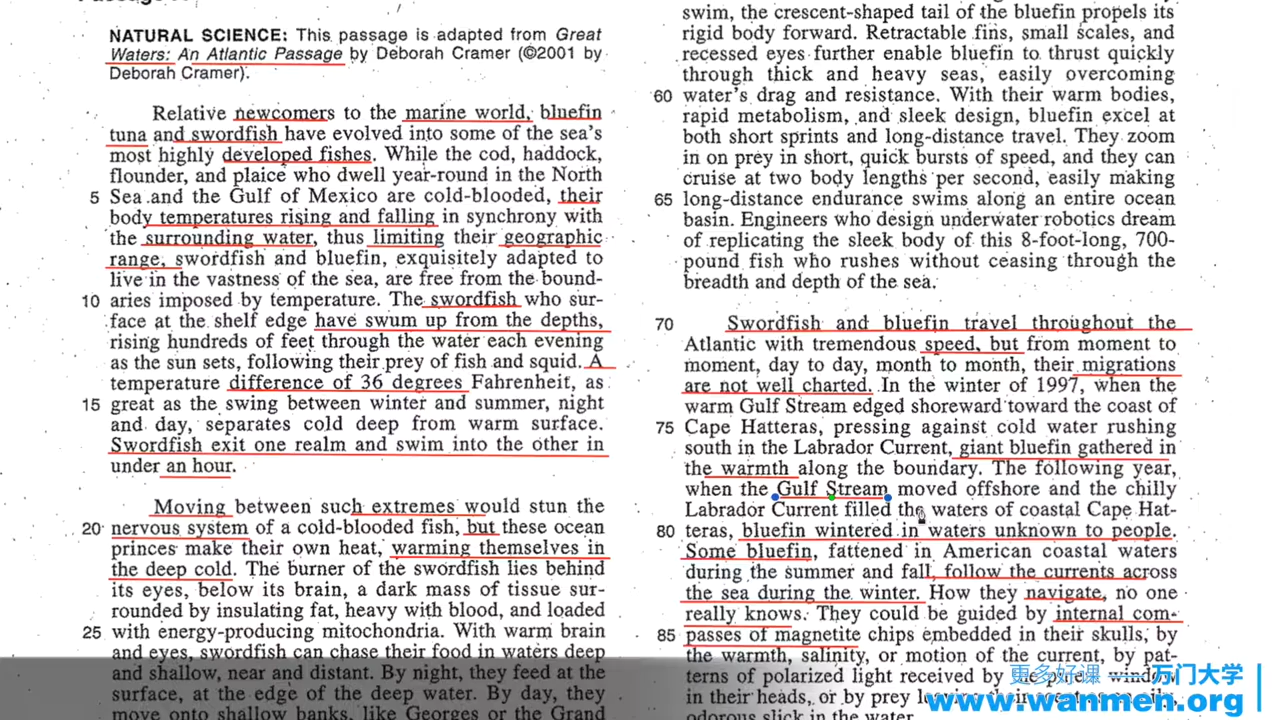 NATURAL SCIENCE: This passage is adapted from Great
Waters: An Atlantic Passage by Deborah Cramer (©2001 by
Deborah Cramer).
Relative newcomers to the marine world, bluefin
tuna and swordfish have evolved into some of the sea's
most highly developed fishes. While the cod, haddock,
flounder, and plaice who dwell year-round in the North
5 Sea and the Gulf of Mexico are cold-blooded, their
body temperatures rising and falling in synchrony with
the surrounding water, thus limiting their geographic
range, swordfish and bluefin, exquisitely adapted to
live in the vastness of the sea, are free from the bound-
10 aries imposed by temperature. The swordfish who sur-
face at the shelf edge have swum up from the depths,
rising hundreds of feet through the water each evening
as the sun sets, following their prey of fish and squid. A
temperature difference of 36 degrees Fahrenheit, as
15 great as the swing between winter and summer, night
and day, separates cold deep from warm surface.
Swordfish exit one realm and swim into the other in
under an hour.
Moving between such extremes would stun the
20 nervous system of a cold-blooded fish, but these ocean
princes make their own heat, warming themselves in
the deep cold. The burner of the swordfish lies behind
its eyes, below its brain, a dark mass of tissue sur-
rounded by insulating fat, heavy with blood, and loaded
25 with energy-producing mitochondria. With warm brain
and eyes, swordfish can chase their food in waters deep
and shallow, near and distant. By night, they feed at the
surface, at the edge of the deep water. By day, they
move onto shallow banks, like Georges or the Grand
swim, the crescent-shaped tail of the bluefin propels its
rigid body forward. Retractable fins, small scales, and
recessed eyes further enable bluefin to thrust quickly
through thick and heavy seas, easily overcoming
60 water's drag and resistance. With their warm bodies,
rapid metabolism, and sleek design, bluefin excel at
both short sprints and long-distance travel. They zoom
in on prey in short, quick bursts of speed, and they can
cruise at two body lengths per second, easily making
65 long-distance endurance swims along an entire ocean
basin. Engineers who design underwater robotics dream
of replicating the sleek body of this 8-foot-long, 700-
pound fish who rushes without ceasing through the
breadth and depth of the sea.
70 Swordfish and bluefin travel throughout the
Atlantic with tremendous speed, but from moment to
moment, day to day, month to month, their migrations
are not well charted. In the winter of 1997, when the
warm Gulf Stream edged shoreward toward the coast of
75 Cape Hatteras, pressing against cold water rushing
south in the Labrador Current, giant bluefin gathered in
the warmth along the boundary. The following year,
when the Gulf Stream moved offshore and the chilly
Labrador Current filled the waters of coastal Cape Hat-
80 teras, bluefin wintered in waters unknown to people.
Some bluefin, fattened in American coastal waters
during the summer and fall, follow the currents across
the sea during the winter. How they navigate, no one
really knows. They could be guided by internal com-
85 passes of magnetite chips embedded in their skulls, by
the warmth, salinity, or motion of the current, by pat-
terns of polarized light received by
in their heads, or by prey
odorous slick in the water.
更多好课 万门大学
www.wanmen.org